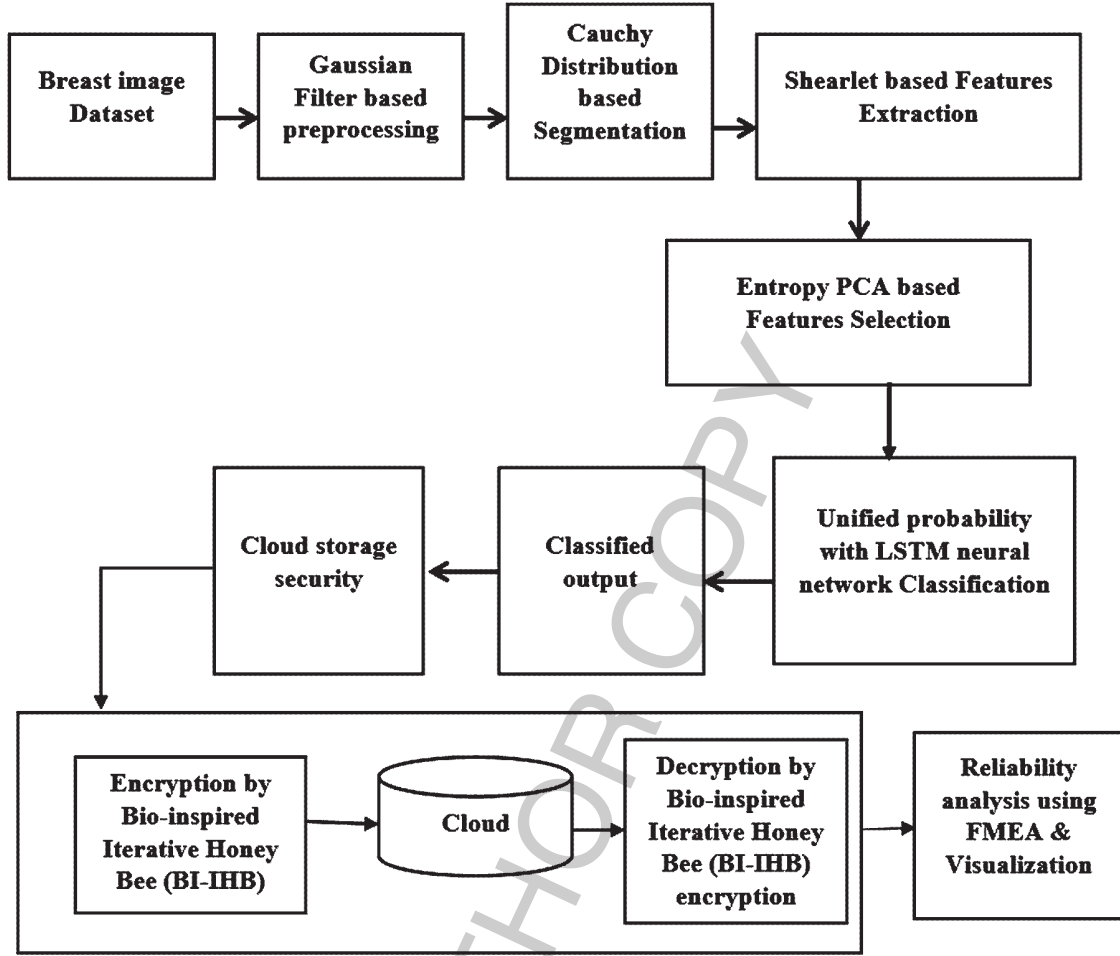 Breast image
Dataset
Gaussian
Filter based
preprocessing
Cauchy
Distribution
based
Segmentation
Shearlet based Features
Extraction
Entropy PCA based
Features Selection
Unified probability
with LSTM neural
network Classification
Classified
output
Cloud storage
security
Encryption by
Bio-inspired
Iterative Honey
Bee (BI-IHB)
Cloud
Decryption by
Bio-inspired
Iterative Honey
Bee (BI-IHB)
encryption
Reliability
analysis using
FMEA &
Visualization
THOR COPY